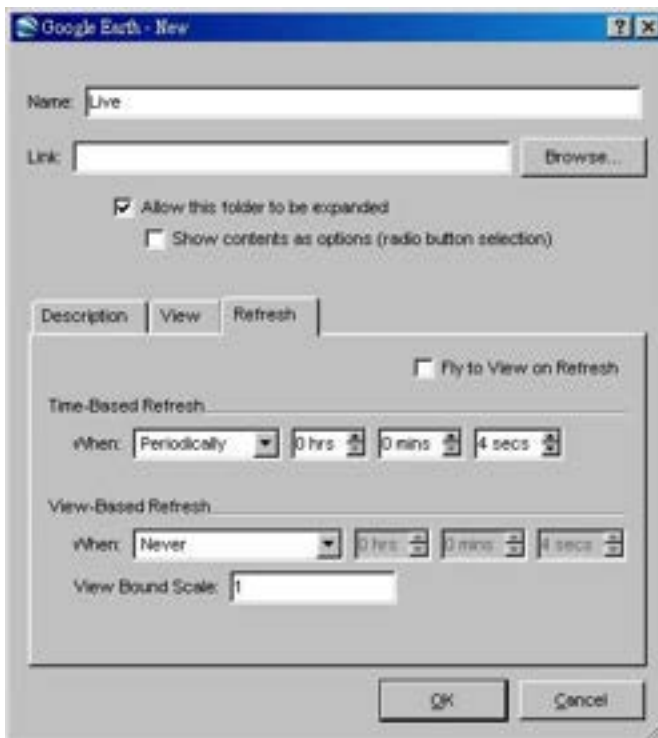 Google Earth - New
Name: Live
Link:
Browse...
Allow this folder to be expanded
Show contents as options (radio button selection)
Description View Refresh
Fly to View on Refresh
Time-Based Refresh
When: Periodically 0 hrs 0 mins 4 secs
View-Based Refresh
When: Never 0 hrs 0 mins 4 secs
View Bound Scale: 1
OK Cancel